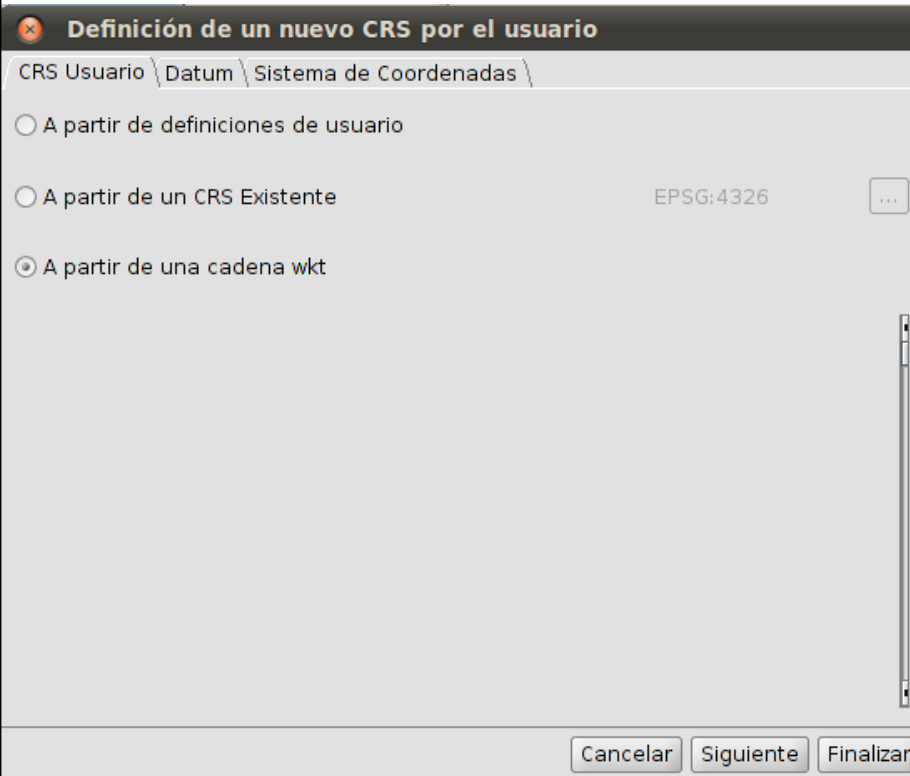 Definición de un nuevo CRS por el usuario
CRS Usuario Datum Sistema de Coordenadas
A partir de definiciones de usuario
A partir de un CRS Existente EPSG:4326 ...
A partir de una cadena wkt
Cancelar Siguiente Finalizar